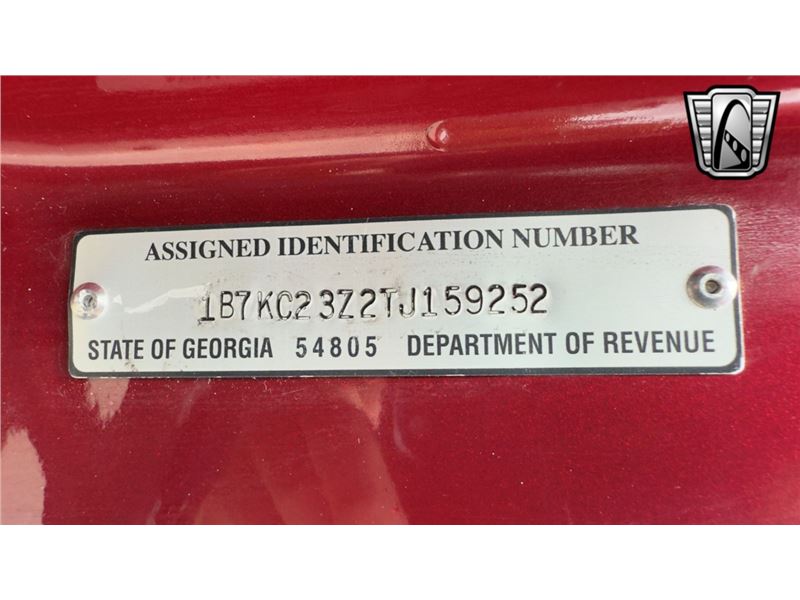 ASSIGNED IDENTIFICATION NUMBER
1B7KC23Z2TJ159252
STATE OF GEORGIA 54805 DEPARTMENT OF REVENUE